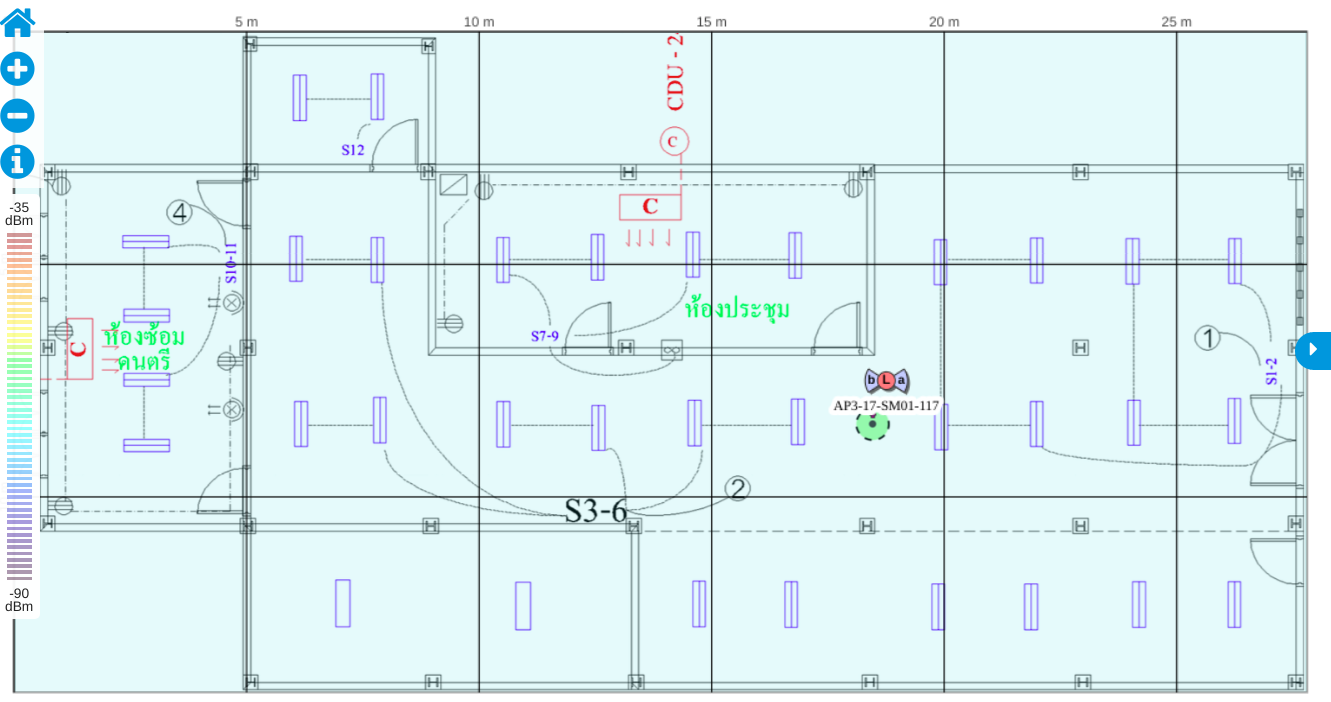 5 m 10 m 15 m 20 m 25 m
CDU - 2
C
S12
-35
dBm
4
C
S10-11
ห้องซ้อม
ดนตรี
C
ห้องประชุม
S7-9
1
S1-2
b L a
AP3-17-SM01-117
2
S3-6
-90
dBm